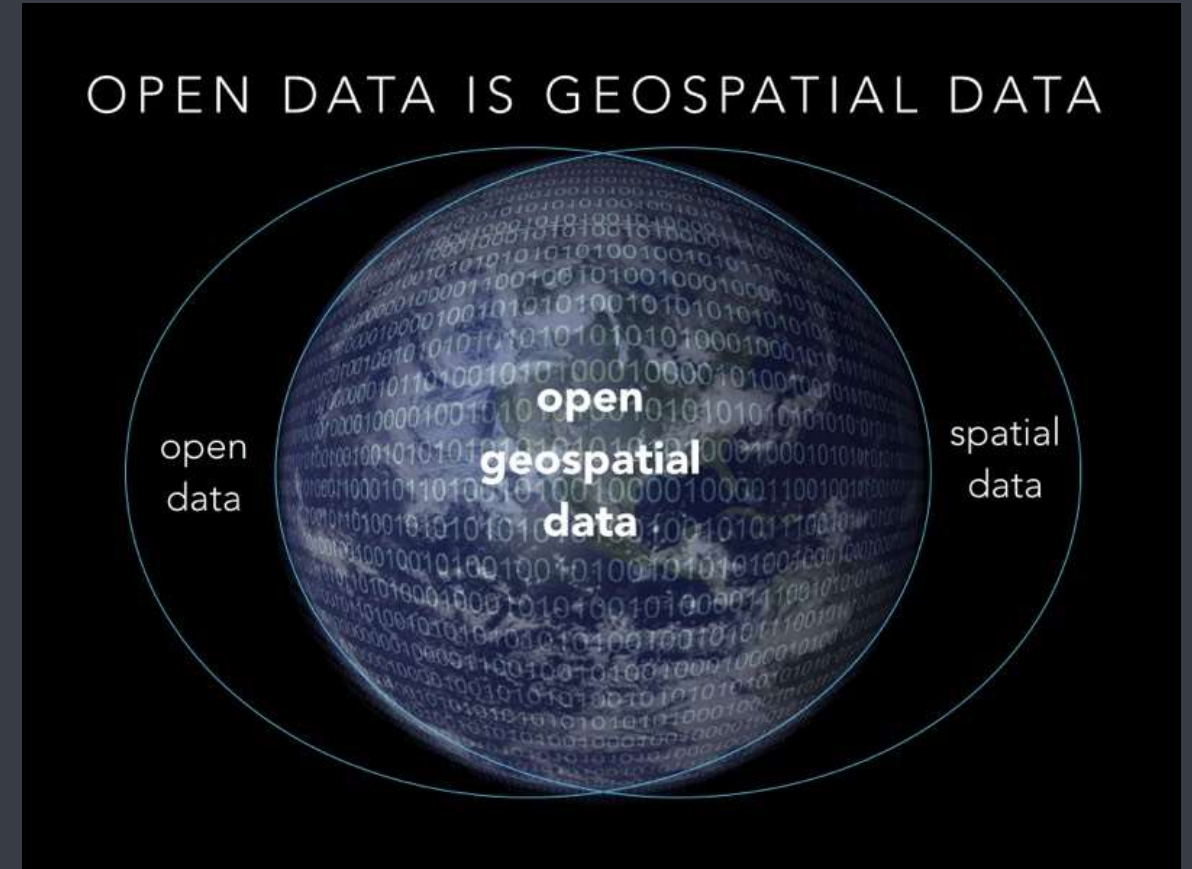 OPEN DATA IS GEOSPATIAL DATA
open
data
open
geospatial
data
spatial
data